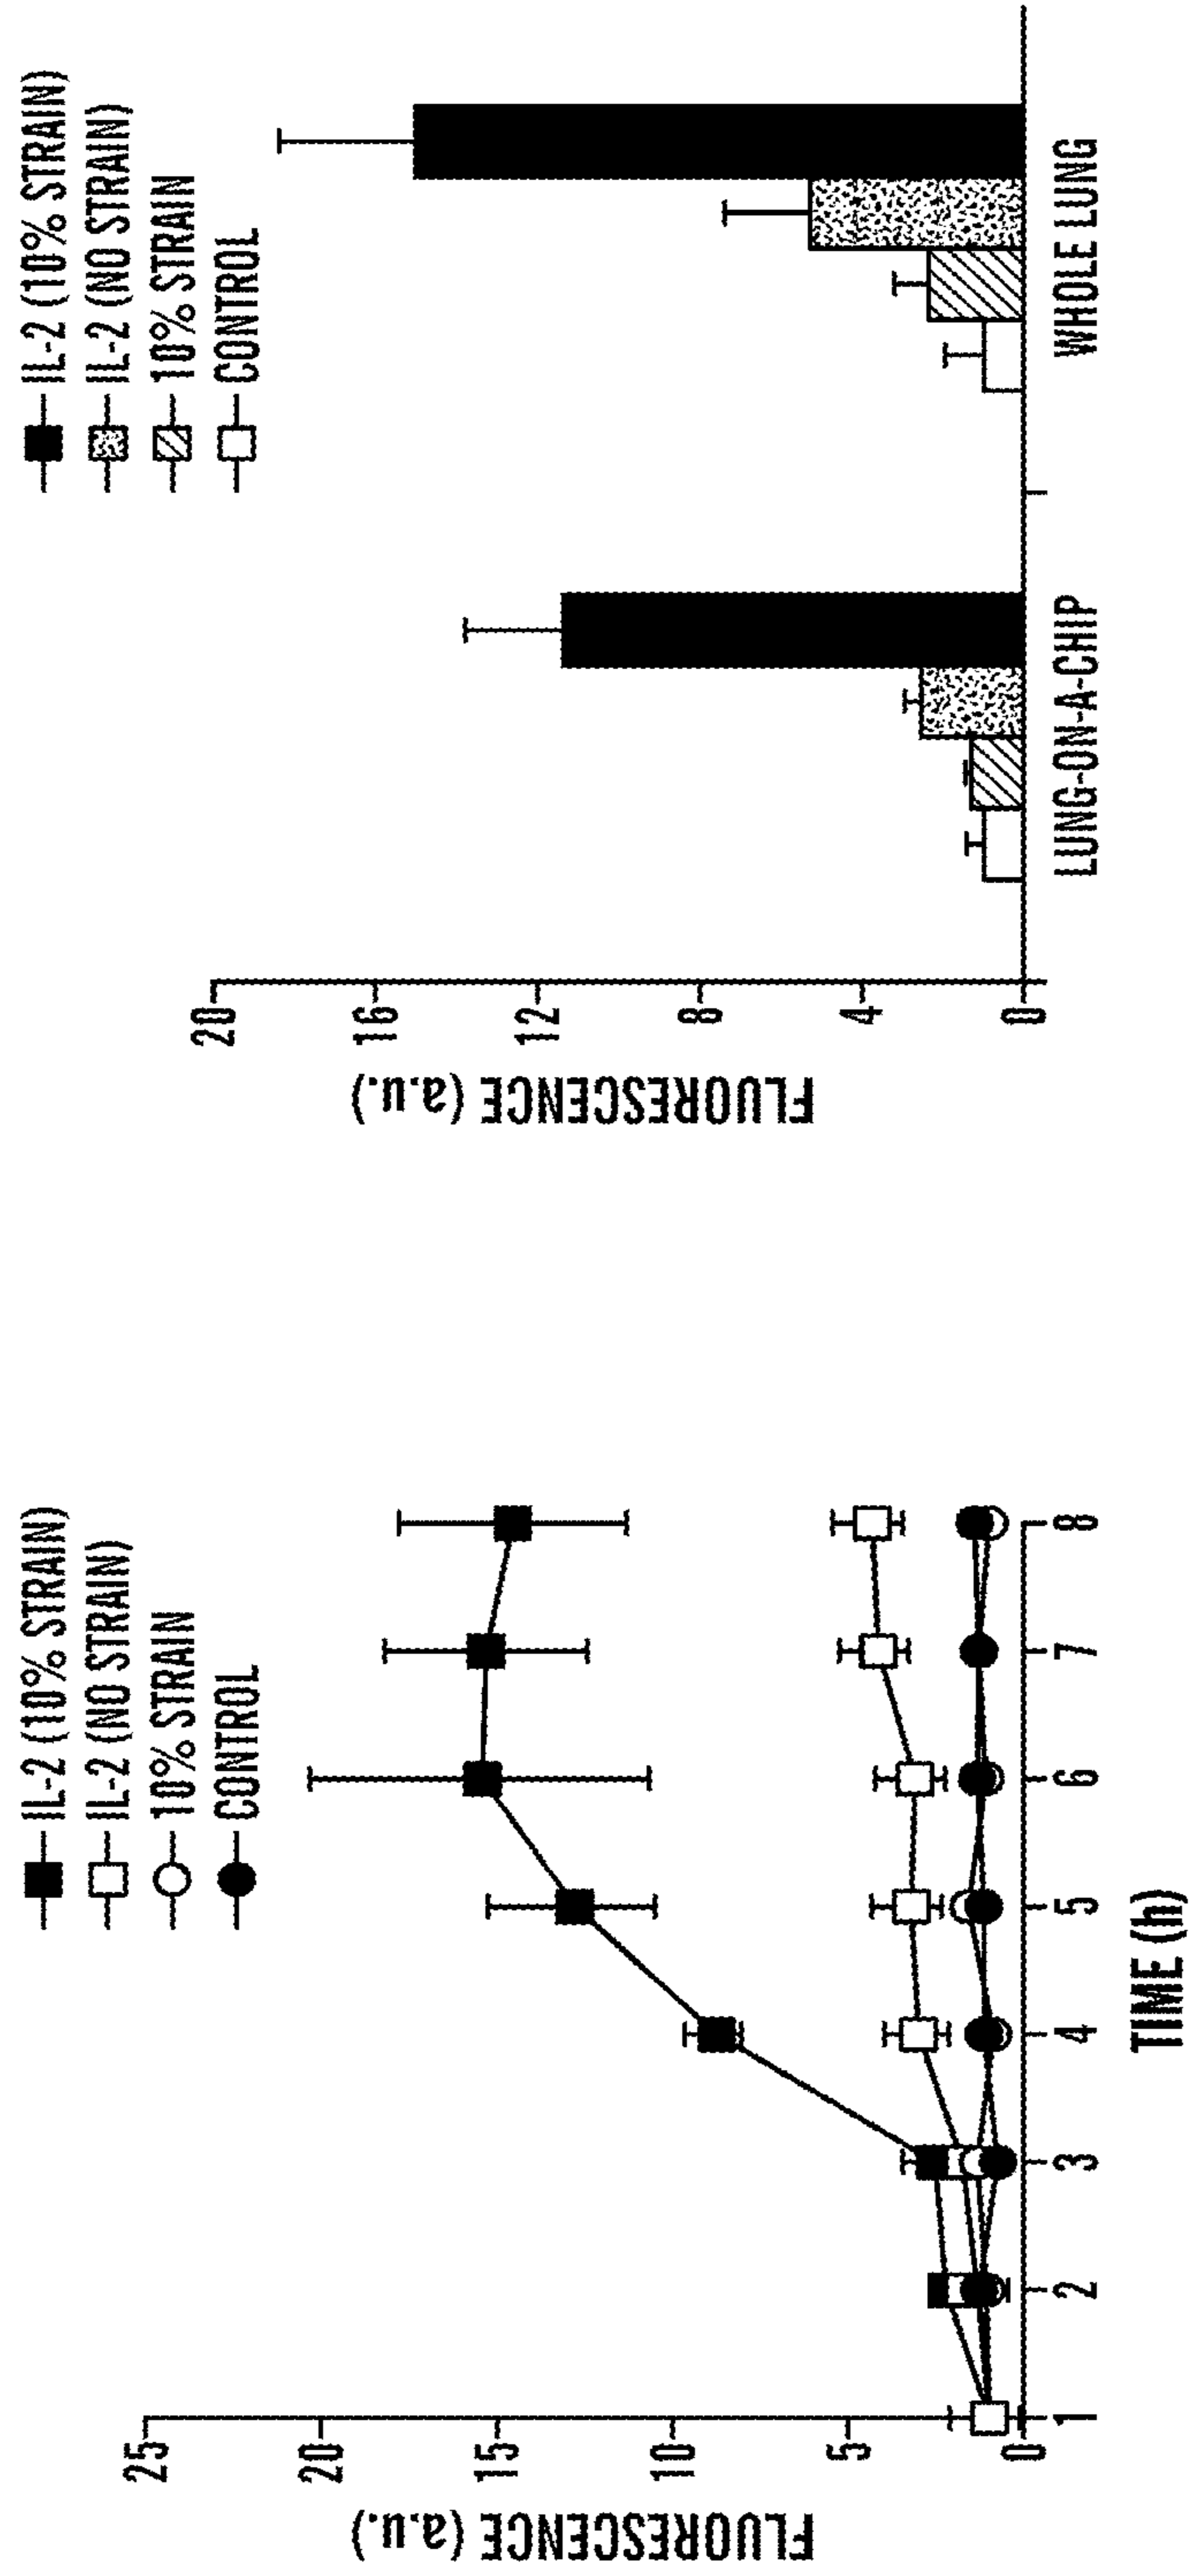 IL-2 (10% STRAIN)
IL-2 (NO STRAIN)
10% STRAIN
CONTROL
FLUORESCENCE (a.u.)
25
20
15
10
5
0
1 2 3 4 5 6 7 8
TIME (h)
IL-2 (10% STRAIN)
IL-2 (NO STRAIN)
10% STRAIN
CONTROL
FLUORESCENCE (a.u.)
20
16
12
8
4
0
LUNG-ON-A-CHIP WHOLE LUNG